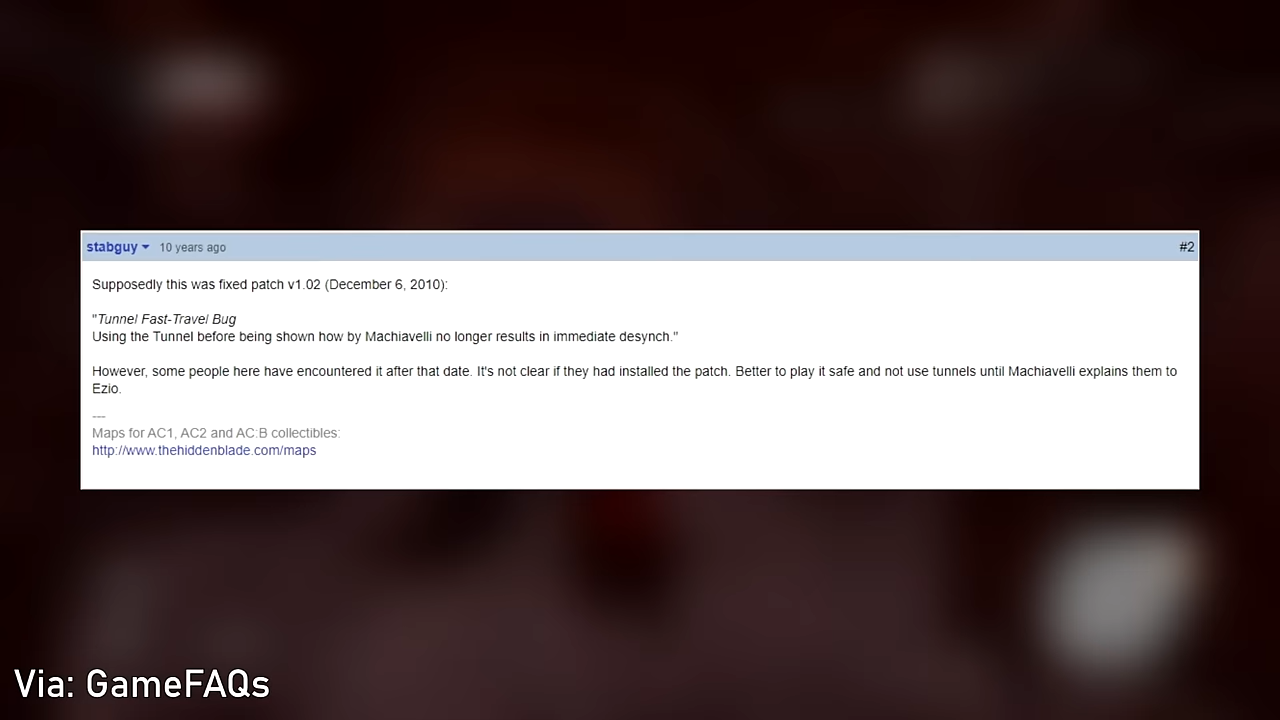 stabguy 10 years ago #2
Supposedly this was fixed patch v1.02 (December 6, 2010):
"Tunnel Fast-Travel Bug
Using the Tunnel before being shown how by Machiavelli no longer results in immediate desynch."
However, some people here have encountered it after that date. It's not clear if they had installed the patch. Better to play it safe and not use tunnels until Machiavelli explains them to
Ezio.
---
Maps for AC1, AC2 and AC:B collectibles:
http://www.thehiddenblade.com/maps
Via: GameFAQs